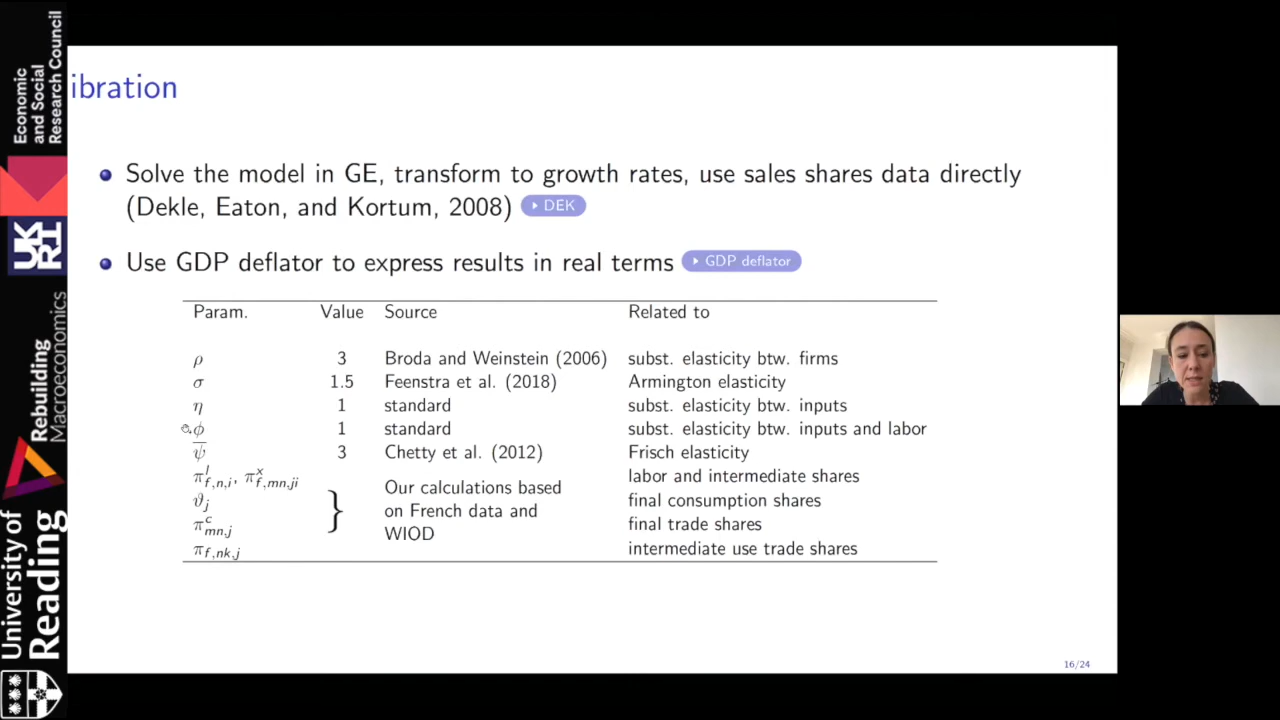 Economic
and Social
Research Council
UKRI
Rebuilding
Macroeconomics
University of
Reading
ibration
Solve the model in GE, transform to growth rates, use sales shares data directly
(Dekle, Eaton, and Kortum, 2008) DEK
Use GDP deflator to express results in real terms GDP deflator
Param. Value Source Related to
ρ 3 Broda and Weinstein (2006) subst. elasticity btw. firms
σ 1.5 Feenstra et al. (2018) Armington elasticity
η 1 standard subst. elasticity btw. inputs
ϕ 1 standard subst. elasticity btw. inputs and labor
ψ̅ 3 Chetty et al. (2012) Frisch elasticity
π^l_{f,n,i}, π^x_{f,mn,ji} labor and intermediate shares
Our calculations based
ϑ_j final consumption shares
} on French data and
π^c_{mn,j} final trade shares
WIOD
π_{f,nk,j} intermediate use trade shares
16/24